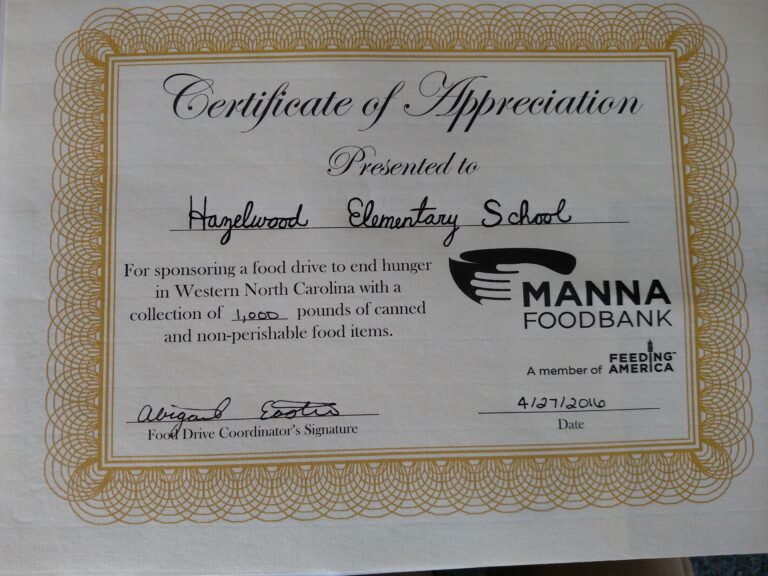 Certificate of Appreciation
Presented to
Hazelwood Elementary School
For sponsoring a food drive to end hunger
in Western North Carolina with a
collection of 1,000 pounds of canned
and non-perishable food items.
MANNA
FOODBANK
A member of FEEDING™ AMERICA
Abigail
Food Drive Coordinator's Signature
4/27/2016
Date